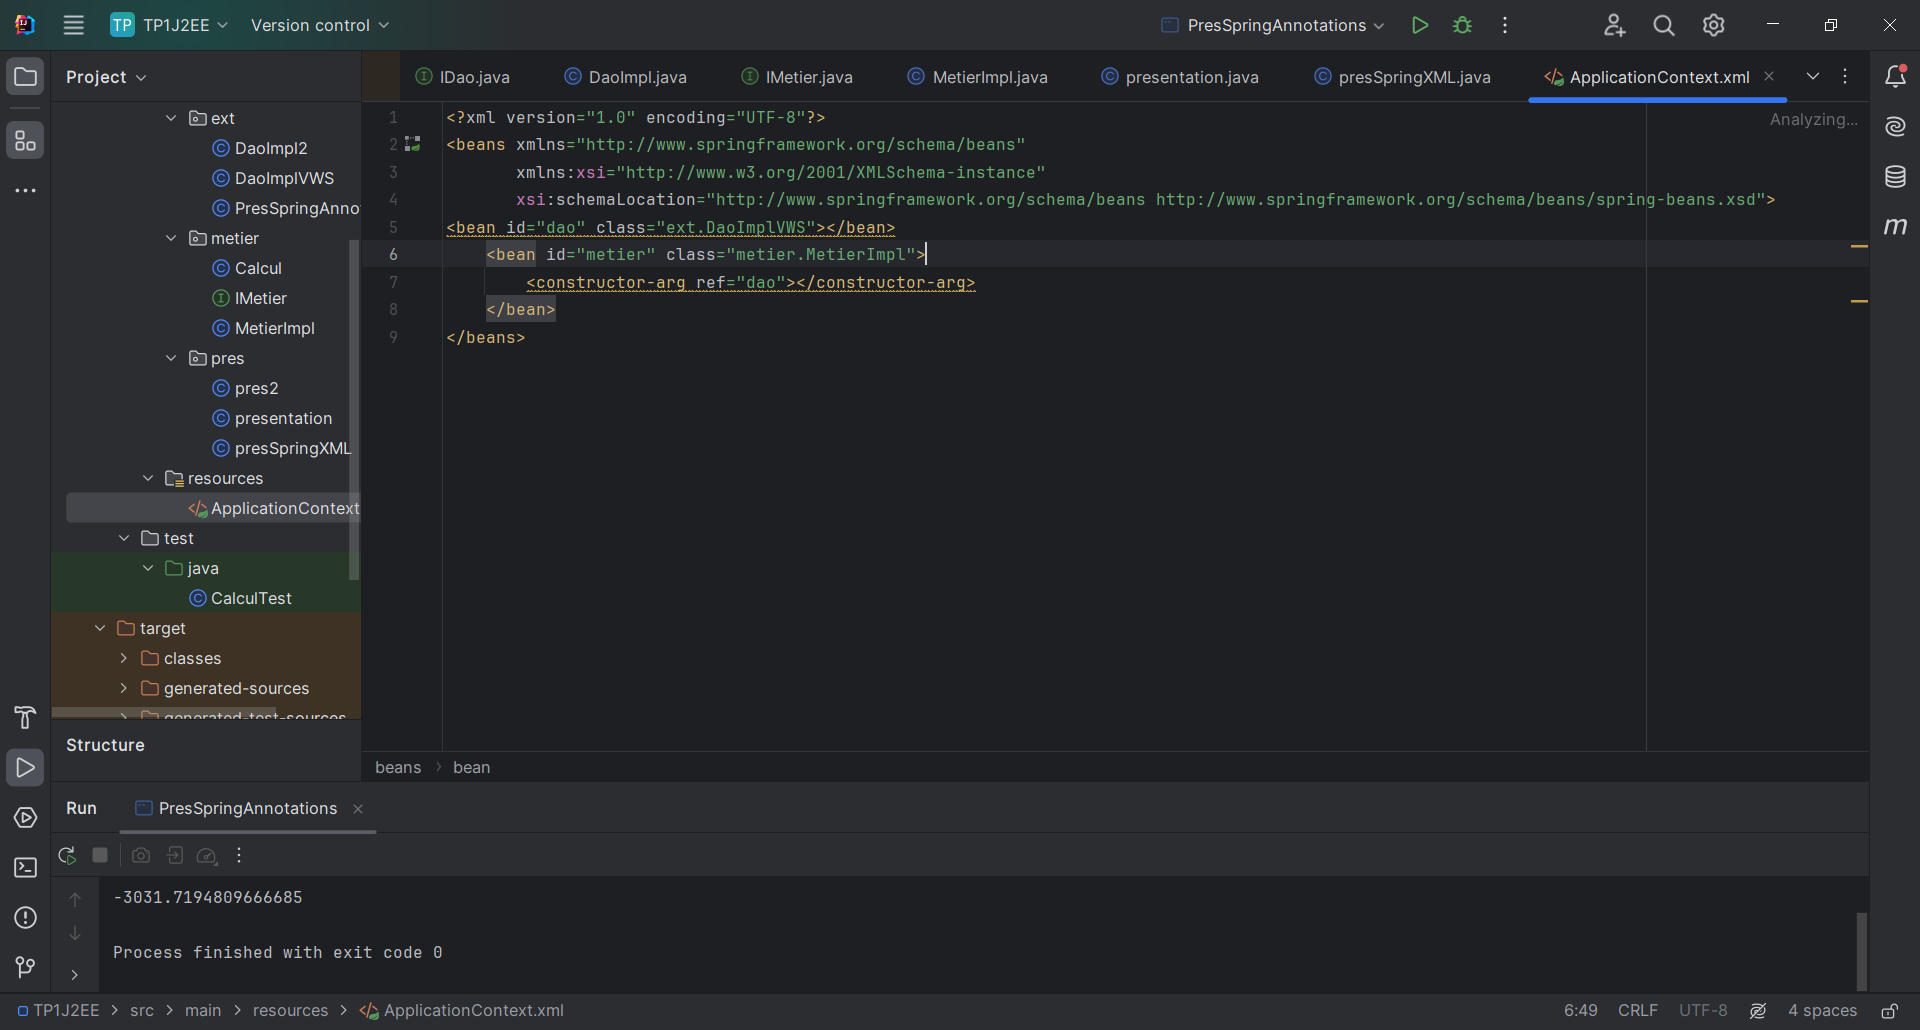 TP TP1J2EE Version control PresSpringAnnotations
Project
IDao.java DaoImpl.java IMetier.java MetierImpl.java presentation.java presSpringXML.java ApplicationContext.xml
ext
DaoImpl2
DaoImplVWS
PresSpringAnno
metier
Calcul
IMetier
MetierImpl
pres
pres2
presentation
presSpringXML
resources
ApplicationContext
test
java
CalculTest
target
classes
generated-sources
generated-test-sources
Structure
Analyzing...
1 <?xml version="1.0" encoding="UTF-8"?>
2 <beans xmlns="http://www.springframework.org/schema/beans"
3 xmlns:xsi="http://www.w3.org/2001/XMLSchema-instance"
4 xsi:schemaLocation="http://www.springframework.org/schema/beans http://www.springframework.org/schema/beans/spring-beans.xsd">
5 <bean id="dao" class="ext.DaoImplVWS"></bean>
6 <bean id="metier" class="metier.MetierImpl">
7 <constructor-arg ref="dao"></constructor-arg>
8 </bean>
9 </beans>
beans > bean
Run PresSpringAnnotations
-3031.7194809666685
Process finished with exit code 0
TP1J2EE > src > main > resources > ApplicationContext.xml
6:49 CRLF UTF-8 4 spaces